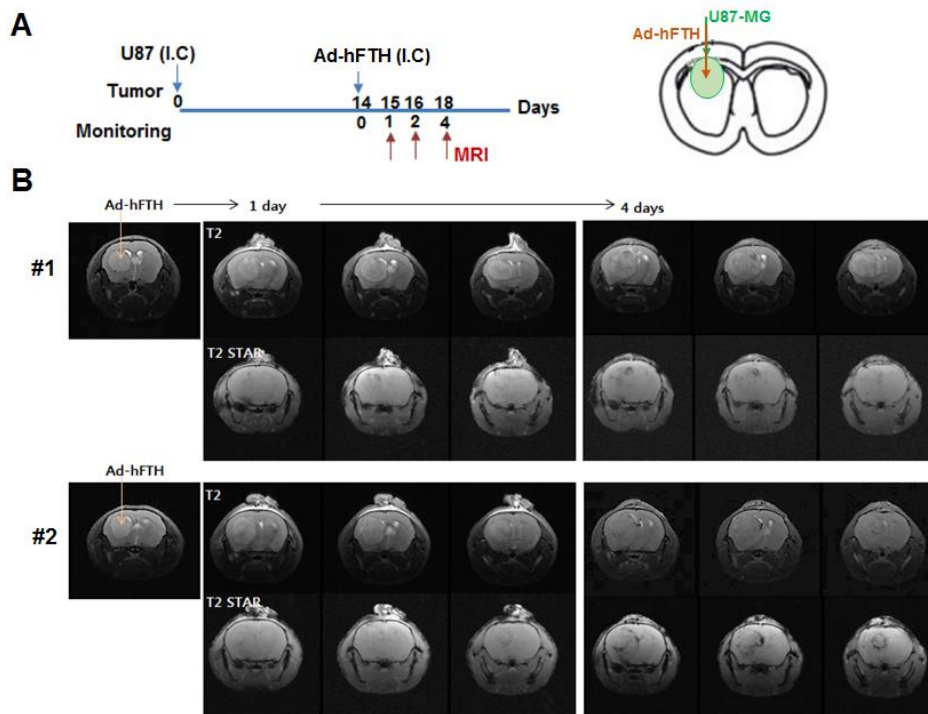 A
U87 (I.C)
Ad-hFTH (I.C)
Tumor
0
14 15 16 18
Days
Monitoring
0 1 2 4
MRI
U87-MG
Ad-hFTH
B
Ad-hFTH
1 day
4 days
#1
T2
T2 STAR
Ad-hFTH
#2
T2
T2 STAR